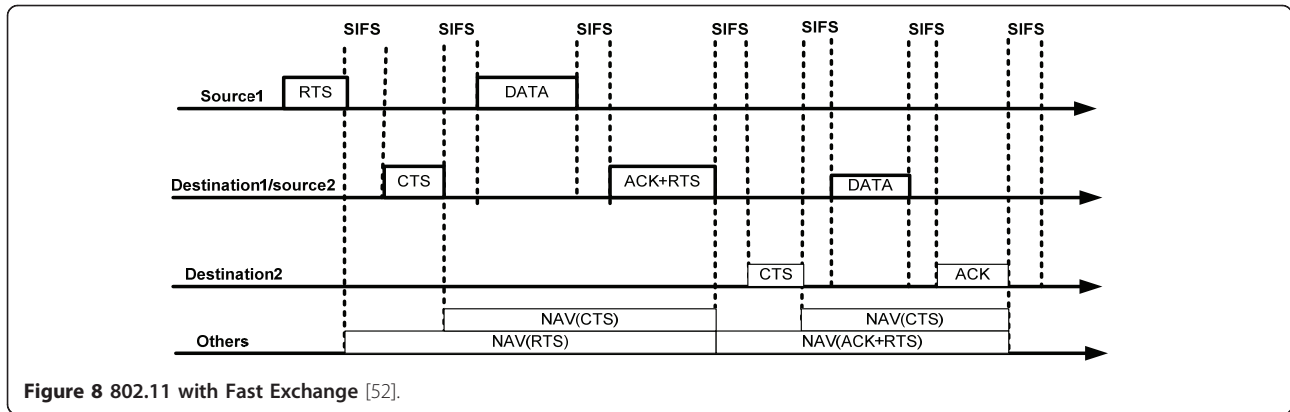 SIFS SIFS SIFS SIFS SIFS SIFS SIFS
RTS DATA
Source1
CTS ACK+RTS DATA
Destination1/source2
CTS ACK
Destination2
NAV(CTS) NAV(CTS)
Others NAV(RTS) NAV(ACK+RTS)
Figure 8 802.11 with Fast Exchange [52].